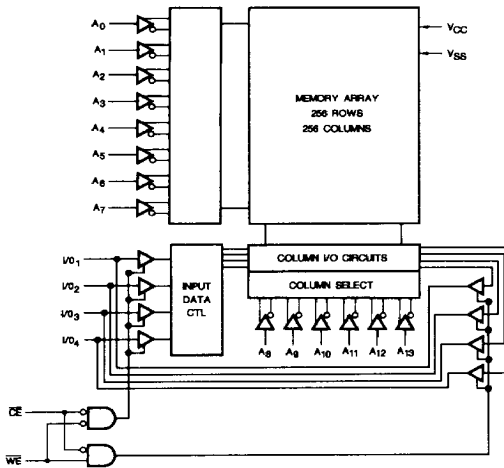 A0
A1
A2
A3
A4
A5
A6
A7
VCC
VSS
MEMORY ARRAY
256 ROWS
256 COLUMNS
I/O1
I/O2
I/O3
I/O4
INPUT
DATA
CTL
COLUMN I/O CIRCUITS
COLUMN SELECT
A8 A9 A10 A11 A12 A13
CE
WE